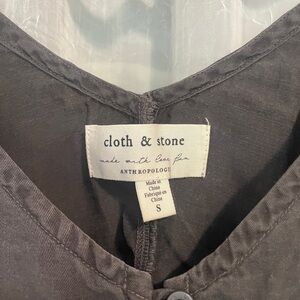 cloth & stone
made with love for
ANTHROPOLOGIE
Made in
China
Fabriqué en
Chine
S